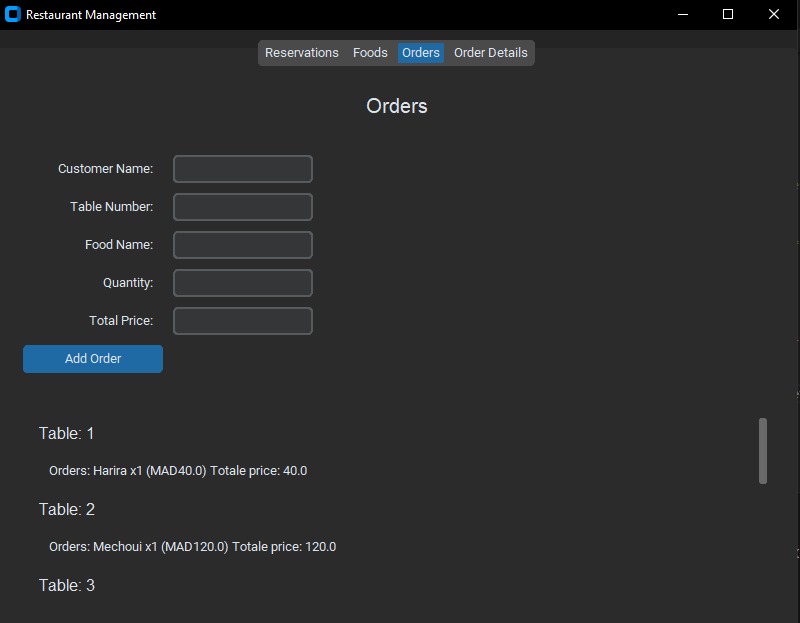 Restaurant Management
Reservations Foods Orders Order Details
Orders
Customer Name:
Table Number:
Food Name:
Quantity:
Total Price:
Add Order
Table: 1
Orders: Harira x1 (MAD40.0) Totale price: 40.0
Table: 2
Orders: Mechoui x1 (MAD120.0) Totale price: 120.0
Table: 3